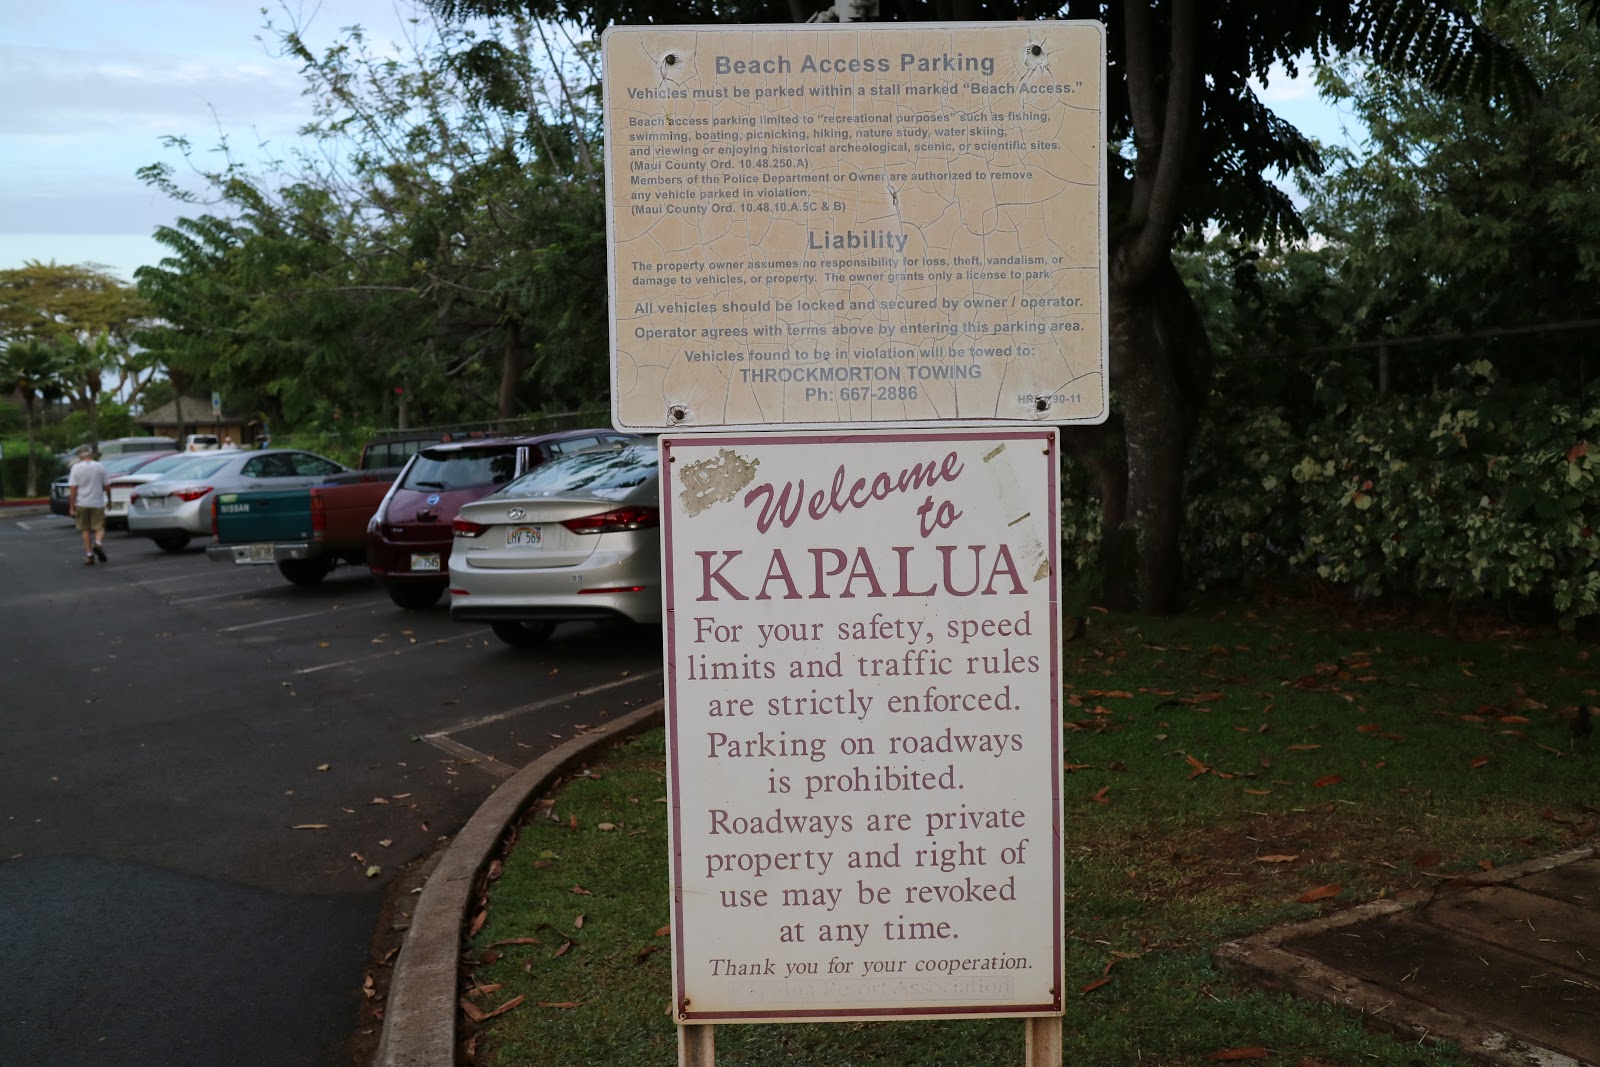 Beach Access Parking
Vehicles must be parked within a stall marked "Beach Access."
Beach access parking limited to "recreational purposes" such as fishing,
swimming, boating, picnicking, hiking, nature study, water skiing,
and viewing or enjoying historical archeological, scenic, or scientific sites.
(Maui County Ord. 10.48.250.A)
Members of the Police Department or Owner are authorized to remove
any vehicle parked in violation.
(Maui County Ord. 10.48.10.A.5C & B)
Liability
The property owner assumes no responsibility for loss, theft, vandalism, or
damage to vehicles, or property. The owner grants only a license to park.
All vehicles should be locked and secured by owner / operator.
Operator agrees with terms above by entering this parking area.
Vehicles found to be in violation will be towed to:
THROCKMORTON TOWING
Ph: 667-2886
Welcome
to
KAPALUA
For your safety, speed
limits and traffic rules
are strictly enforced.
Parking on roadways
is prohibited.
Roadways are private
property and right of
use may be revoked
at any time.
Thank you for your cooperation.
Resort Association
NISSAN
LHV 569